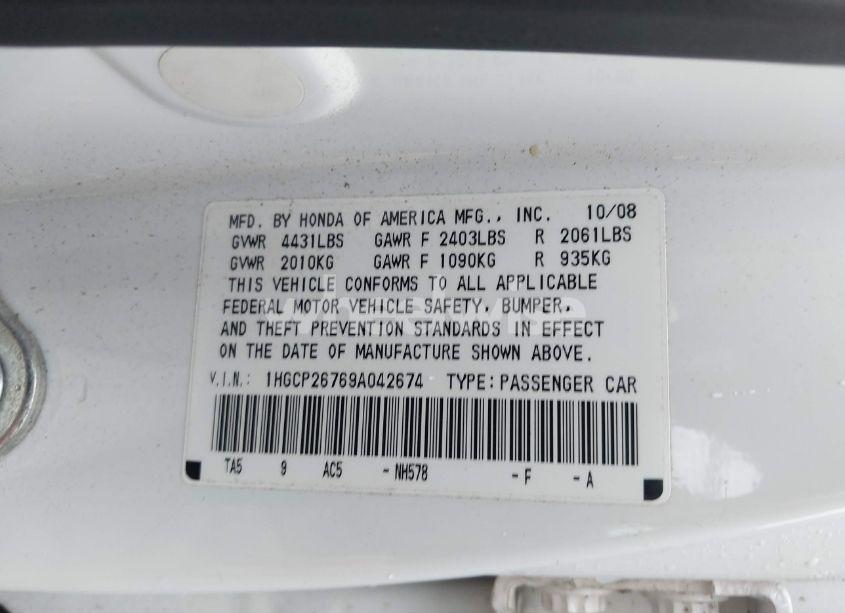 MFD. BY HONDA OF AMERICA MFG., INC. 10/08
GVWR 4431LBS GAWR F 2403LBS R 2061LBS
GVWR 2010KG GAWR F 1090KG R 935KG
THIS VEHICLE CONFORMS TO ALL APPLICABLE
FEDERAL MOTOR VEHICLE SAFETY, BUMPER,
AND THEFT PREVENTION STANDARDS IN EFFECT
ON THE DATE OF MANUFACTURE SHOWN ABOVE.
V.I.N.: 1HGCP26769A042674 TYPE:PASSENGER CAR
TA5 9 AC5 -NH578 -F -A